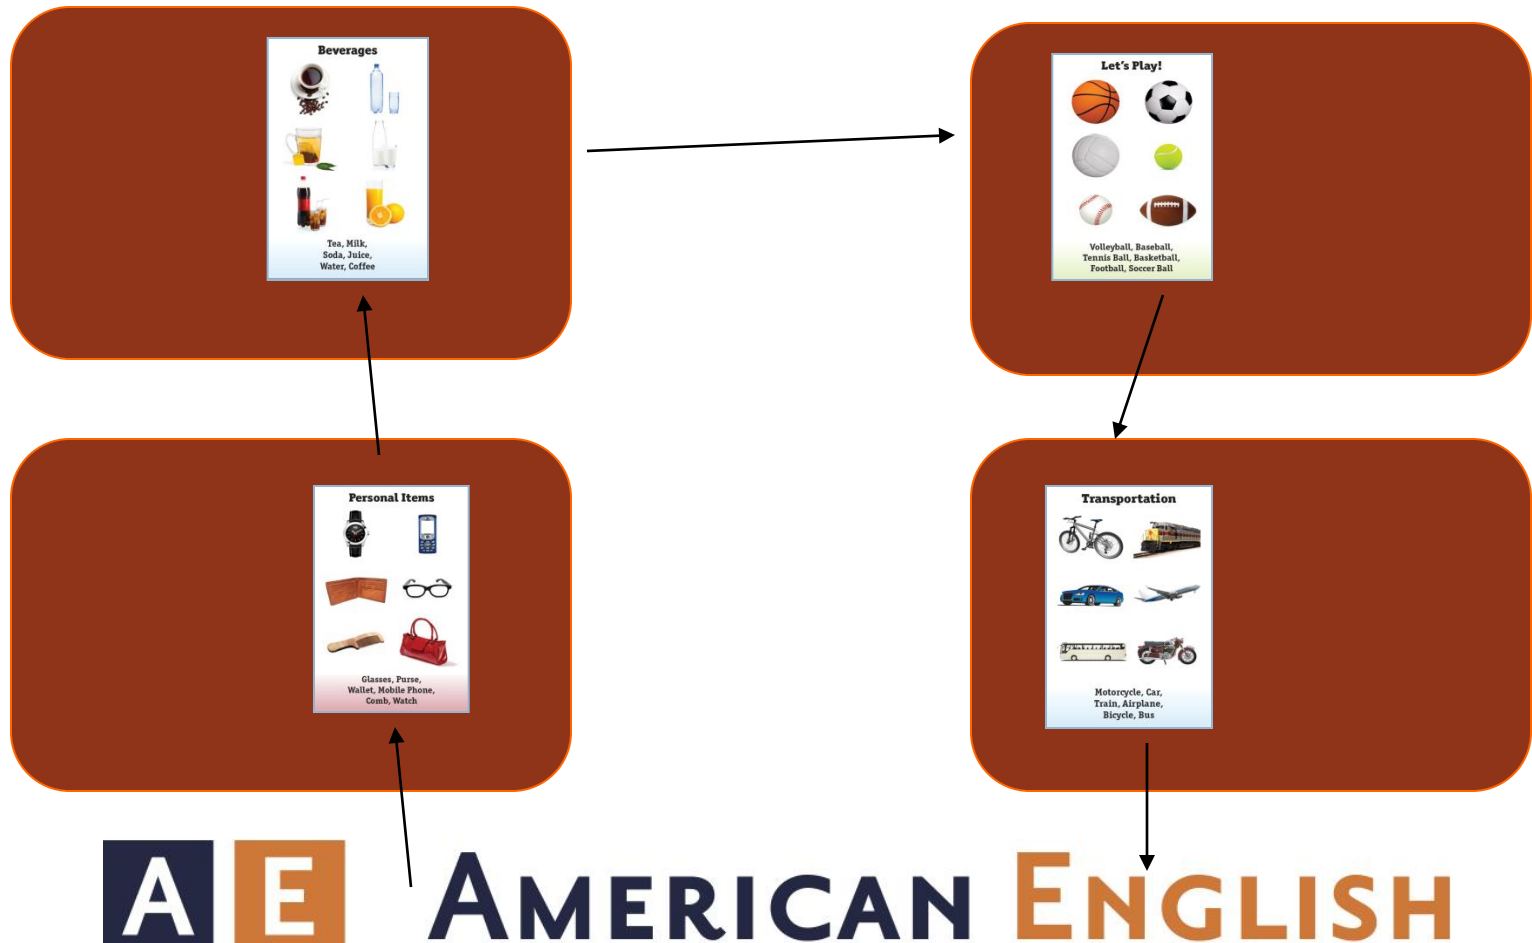 Beverages
Tea, Milk,
Soda, Juice,
Water, Coffee
Let's Play!
Volleyball, Baseball,
Tennis Ball, Basketball,
Football, Soccer Ball
Personal Items
Glasses, Purse,
Wallet, Mobile Phone,
Comb, Watch
Transportation
Motorcycle, Car,
Train, Airplane,
Bicycle, Bus
AE AMERICAN ENGLISH